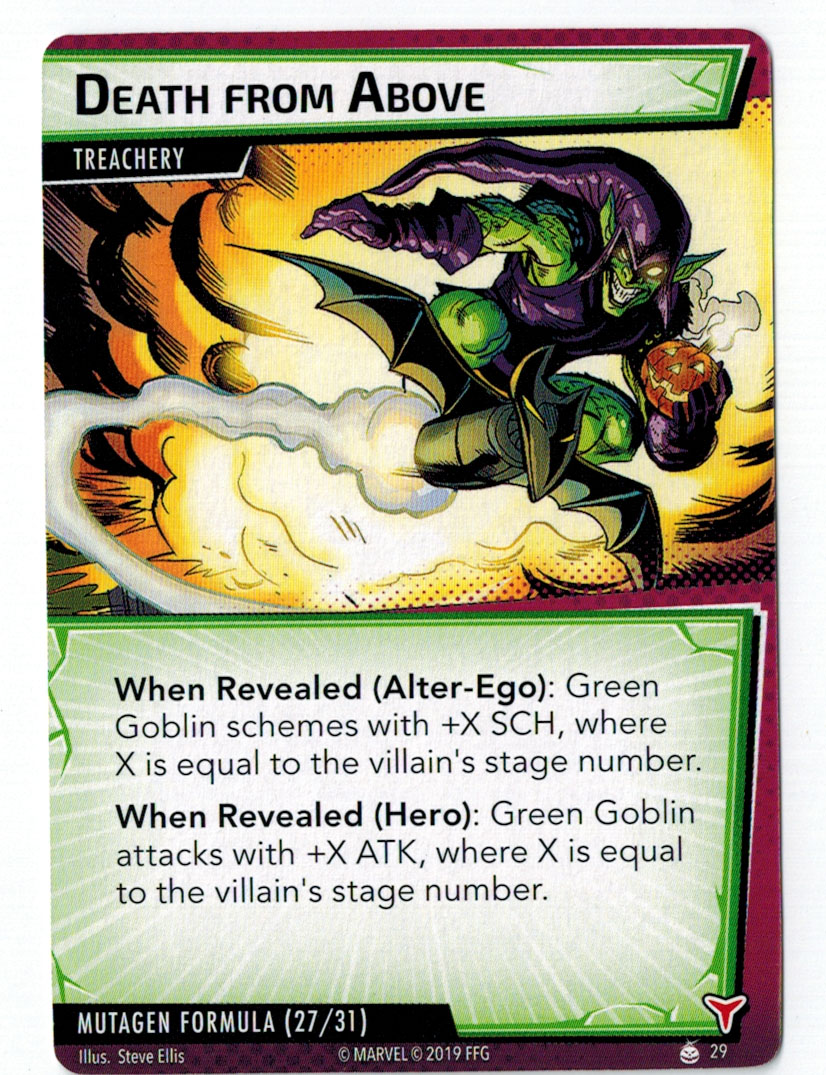 DEATH FROM ABOVE
TREACHERY
When Revealed (Alter-Ego): Green
Goblin schemes with +X SCH, where
X is equal to the villain's stage number.
When Revealed (Hero): Green Goblin
attacks with +X ATK, where X is equal
to the villain's stage number.
MUTAGEN FORMULA (27/31)
Illus. Steve Ellis
© MARVEL © 2019 FFG
29